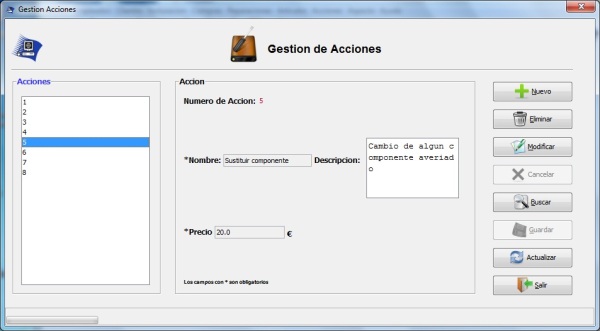 Gestion Acciones
Gestion de Acciones
Acciones
1
2
3
4
5
6
7
8
Accion
Numero de Accion: 5
*Nombre: Sustituir componente Descripcion:
Cambio de algun c
omponente averiad
o
*Precio 20.0 €
Los campos con * son obligatorios
Nuevo
Eliminar
Modificar
Cancelar
Buscar
Guardar
Actualizar
Salir